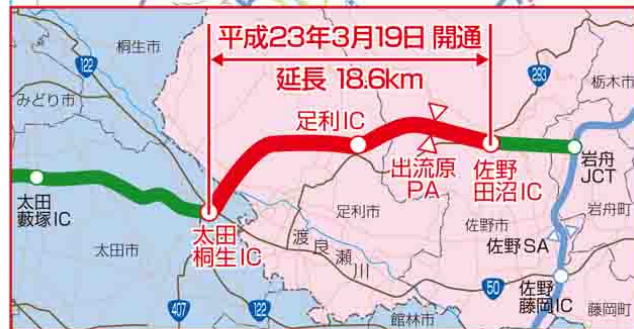 平成23年3月19日 開通
延長 18.6km
桐生市
122
みどり市
293
栃木市
足利IC
出流原
PA
佐野
田沼IC
岩舟
JCT
岩舟町
太田
藪塚IC
太田
桐生IC
足利市
佐野市
佐野SA
渡良瀬川
太田市
50
佐野
藤岡IC
藤岡町
407
122
館林市